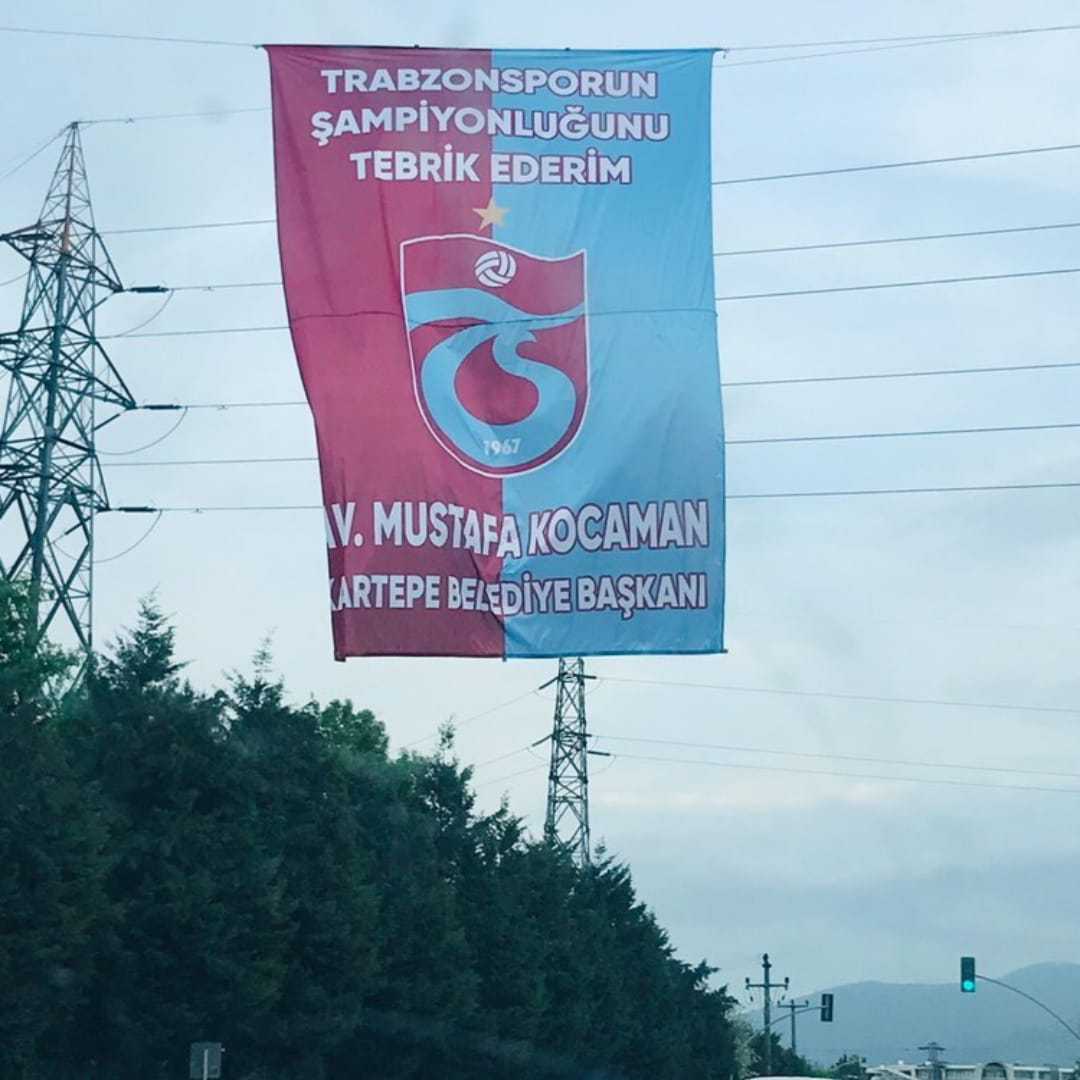 TRABZONSPORUN
ŞAMPİYONLUĞUNU
TEBRİK EDERİM
1967
AV. MUSTAFA KOCAMAN
KARTEPE BELEDİYE BAŞKANI